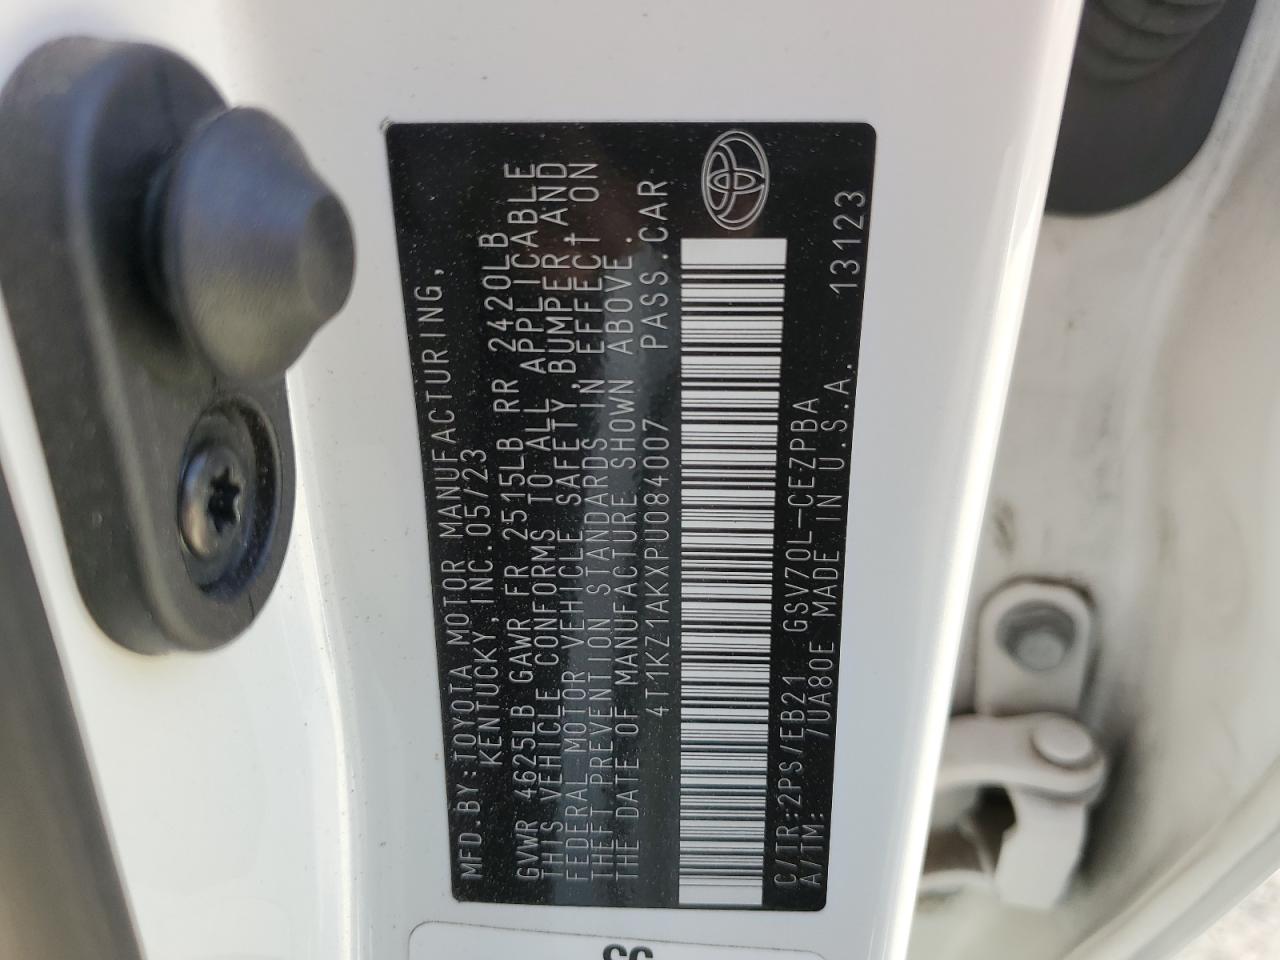 MFD.BY:TOYOTA MOTOR MANUFACTURING,
KENTUCKY,INC.05/23
GVWR 4625LB GAWR FR 2515LB RR 2420LB
THIS VEHICLE CONFORMS TO ALL APPLICABLE
FEDERAL MOTOR VEHICLE SAFETY,BUMPER AND
THEFT PREVENTION STANDARDS IN EFFECT ON
THE DATE OF MANUFACTURE SHOWN ABOVE.
4T1KZ1AKXPU084007 PASS.CAR
C/TR:2PS/EB21 GSV70L-CEZPBA
A/TM: 7UA80E MADE IN U.S.A. 13123